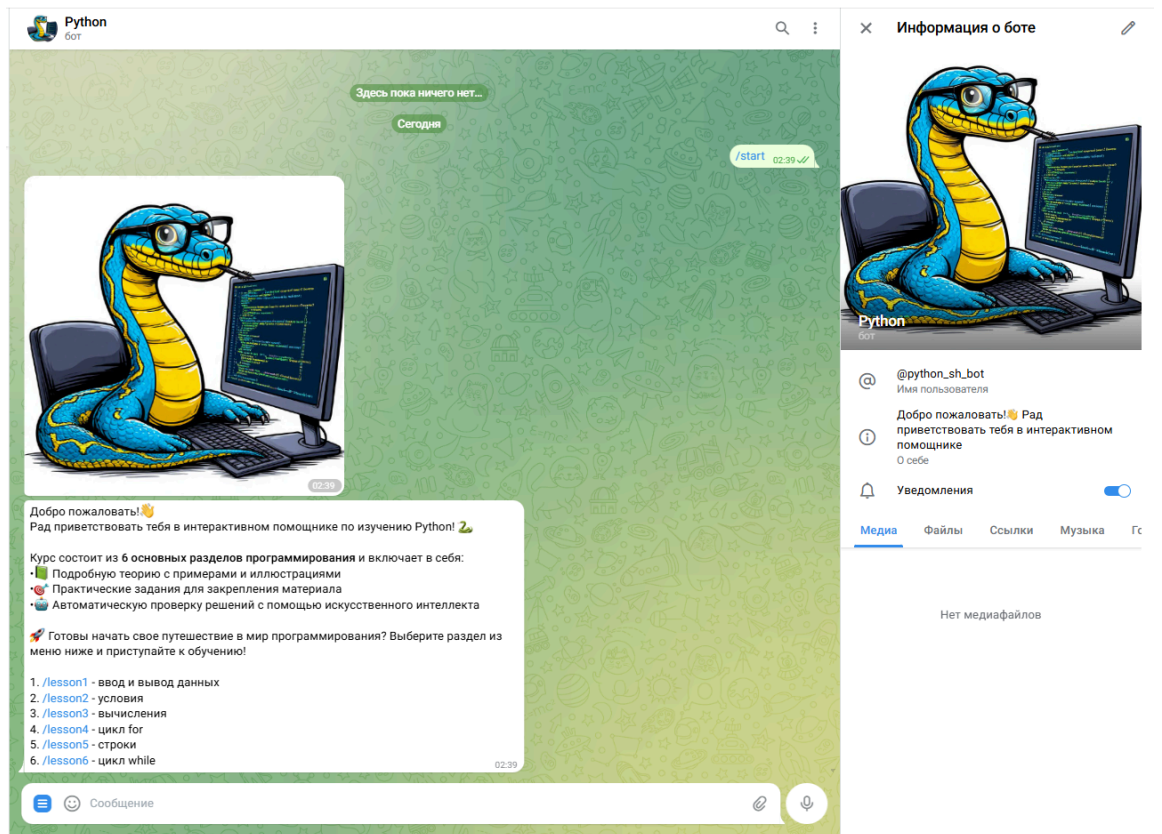 Python
бот
Здесь пока ничего нет...
Сегодня
/start 02:39
02:39
Добро пожаловать!👋
Рад приветствовать тебя в интерактивном помощнике по изучению Python! 🐍
Курс состоит из 6 основных разделов программирования и включает в себя:
•📗 Подробную теорию с примерами и иллюстрациями
•🎯 Практические задания для закрепления материала
•🤖 Автоматическую проверку решений с помощью искусственного интеллекта
🚀 Готовы начать свое путешествие в мир программирования? Выберите раздел из
меню ниже и приступайте к обучению!
1. /lesson1 - ввод и вывод данных
2. /lesson2 - условия
3. /lesson3 - вычисления
4. /lesson4 - цикл for
5. /lesson5 - строки
6. /lesson6 - цикл while
02:39
Сообщение
Информация о боте
Python
бот
@python_sh_bot
Имя пользователя
Добро пожаловать!👋 Рад
приветствовать тебя в интерактивном
помощнике
О себе
Уведомления
Медиа Файлы Ссылки Музыка Го
Нет медиафайлов